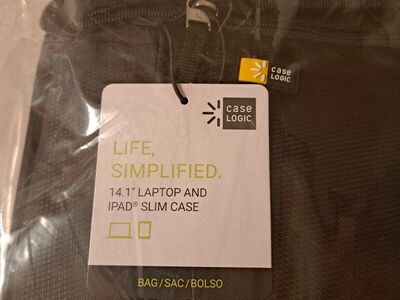 case
LOGIC
case
LOGIC
LIFE,
SIMPLIFIED.
14.1" LAPTOP AND
IPAD® SLIM CASE
BAG/SAC/BOLSO